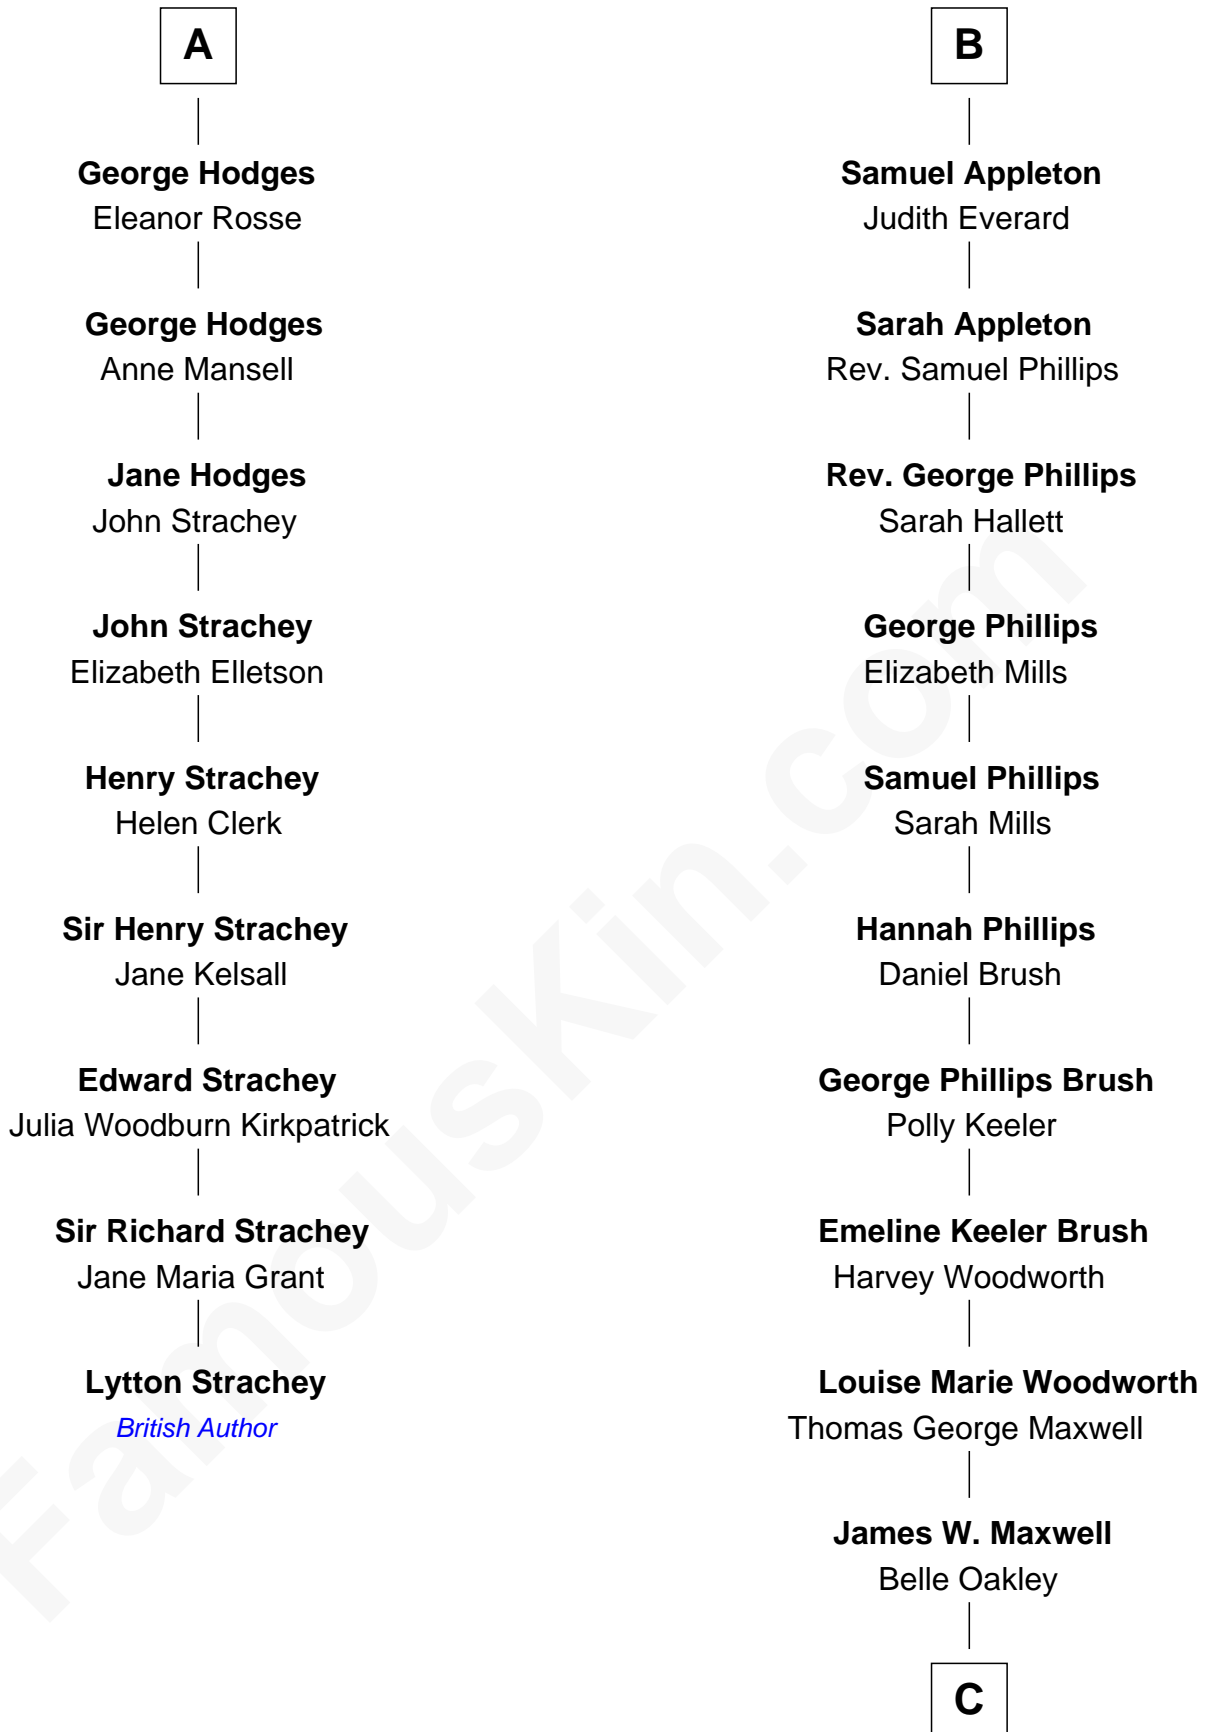 A
George Hodges
Eleanor Rosse
George Hodges
Anne Mansell
Jane Hodges
John Strachey
John Strachey
Elizabeth Elletson
Henry Strachey
Helen Clerk
Sir Henry Strachey
Jane Kelsall
Edward Strachey
Julia Woodburn Kirkpatrick
Sir Richard Strachey
Jane Maria Grant
Lytton Strachey
British Author
B
Samuel Appleton
Judith Everard
Sarah Appleton
Rev. Samuel Phillips
Rev. George Phillips
Sarah Hallett
George Phillips
Elizabeth Mills
Samuel Phillips
Sarah Mills
Hannah Phillips
Daniel Brush
George Phillips Brush
Polly Keeler
Emeline Keeler Brush
Harvey Woodworth
Louise Marie Woodworth
Thomas George Maxwell
James W. Maxwell
Belle Oakley
C
FamousKin.com